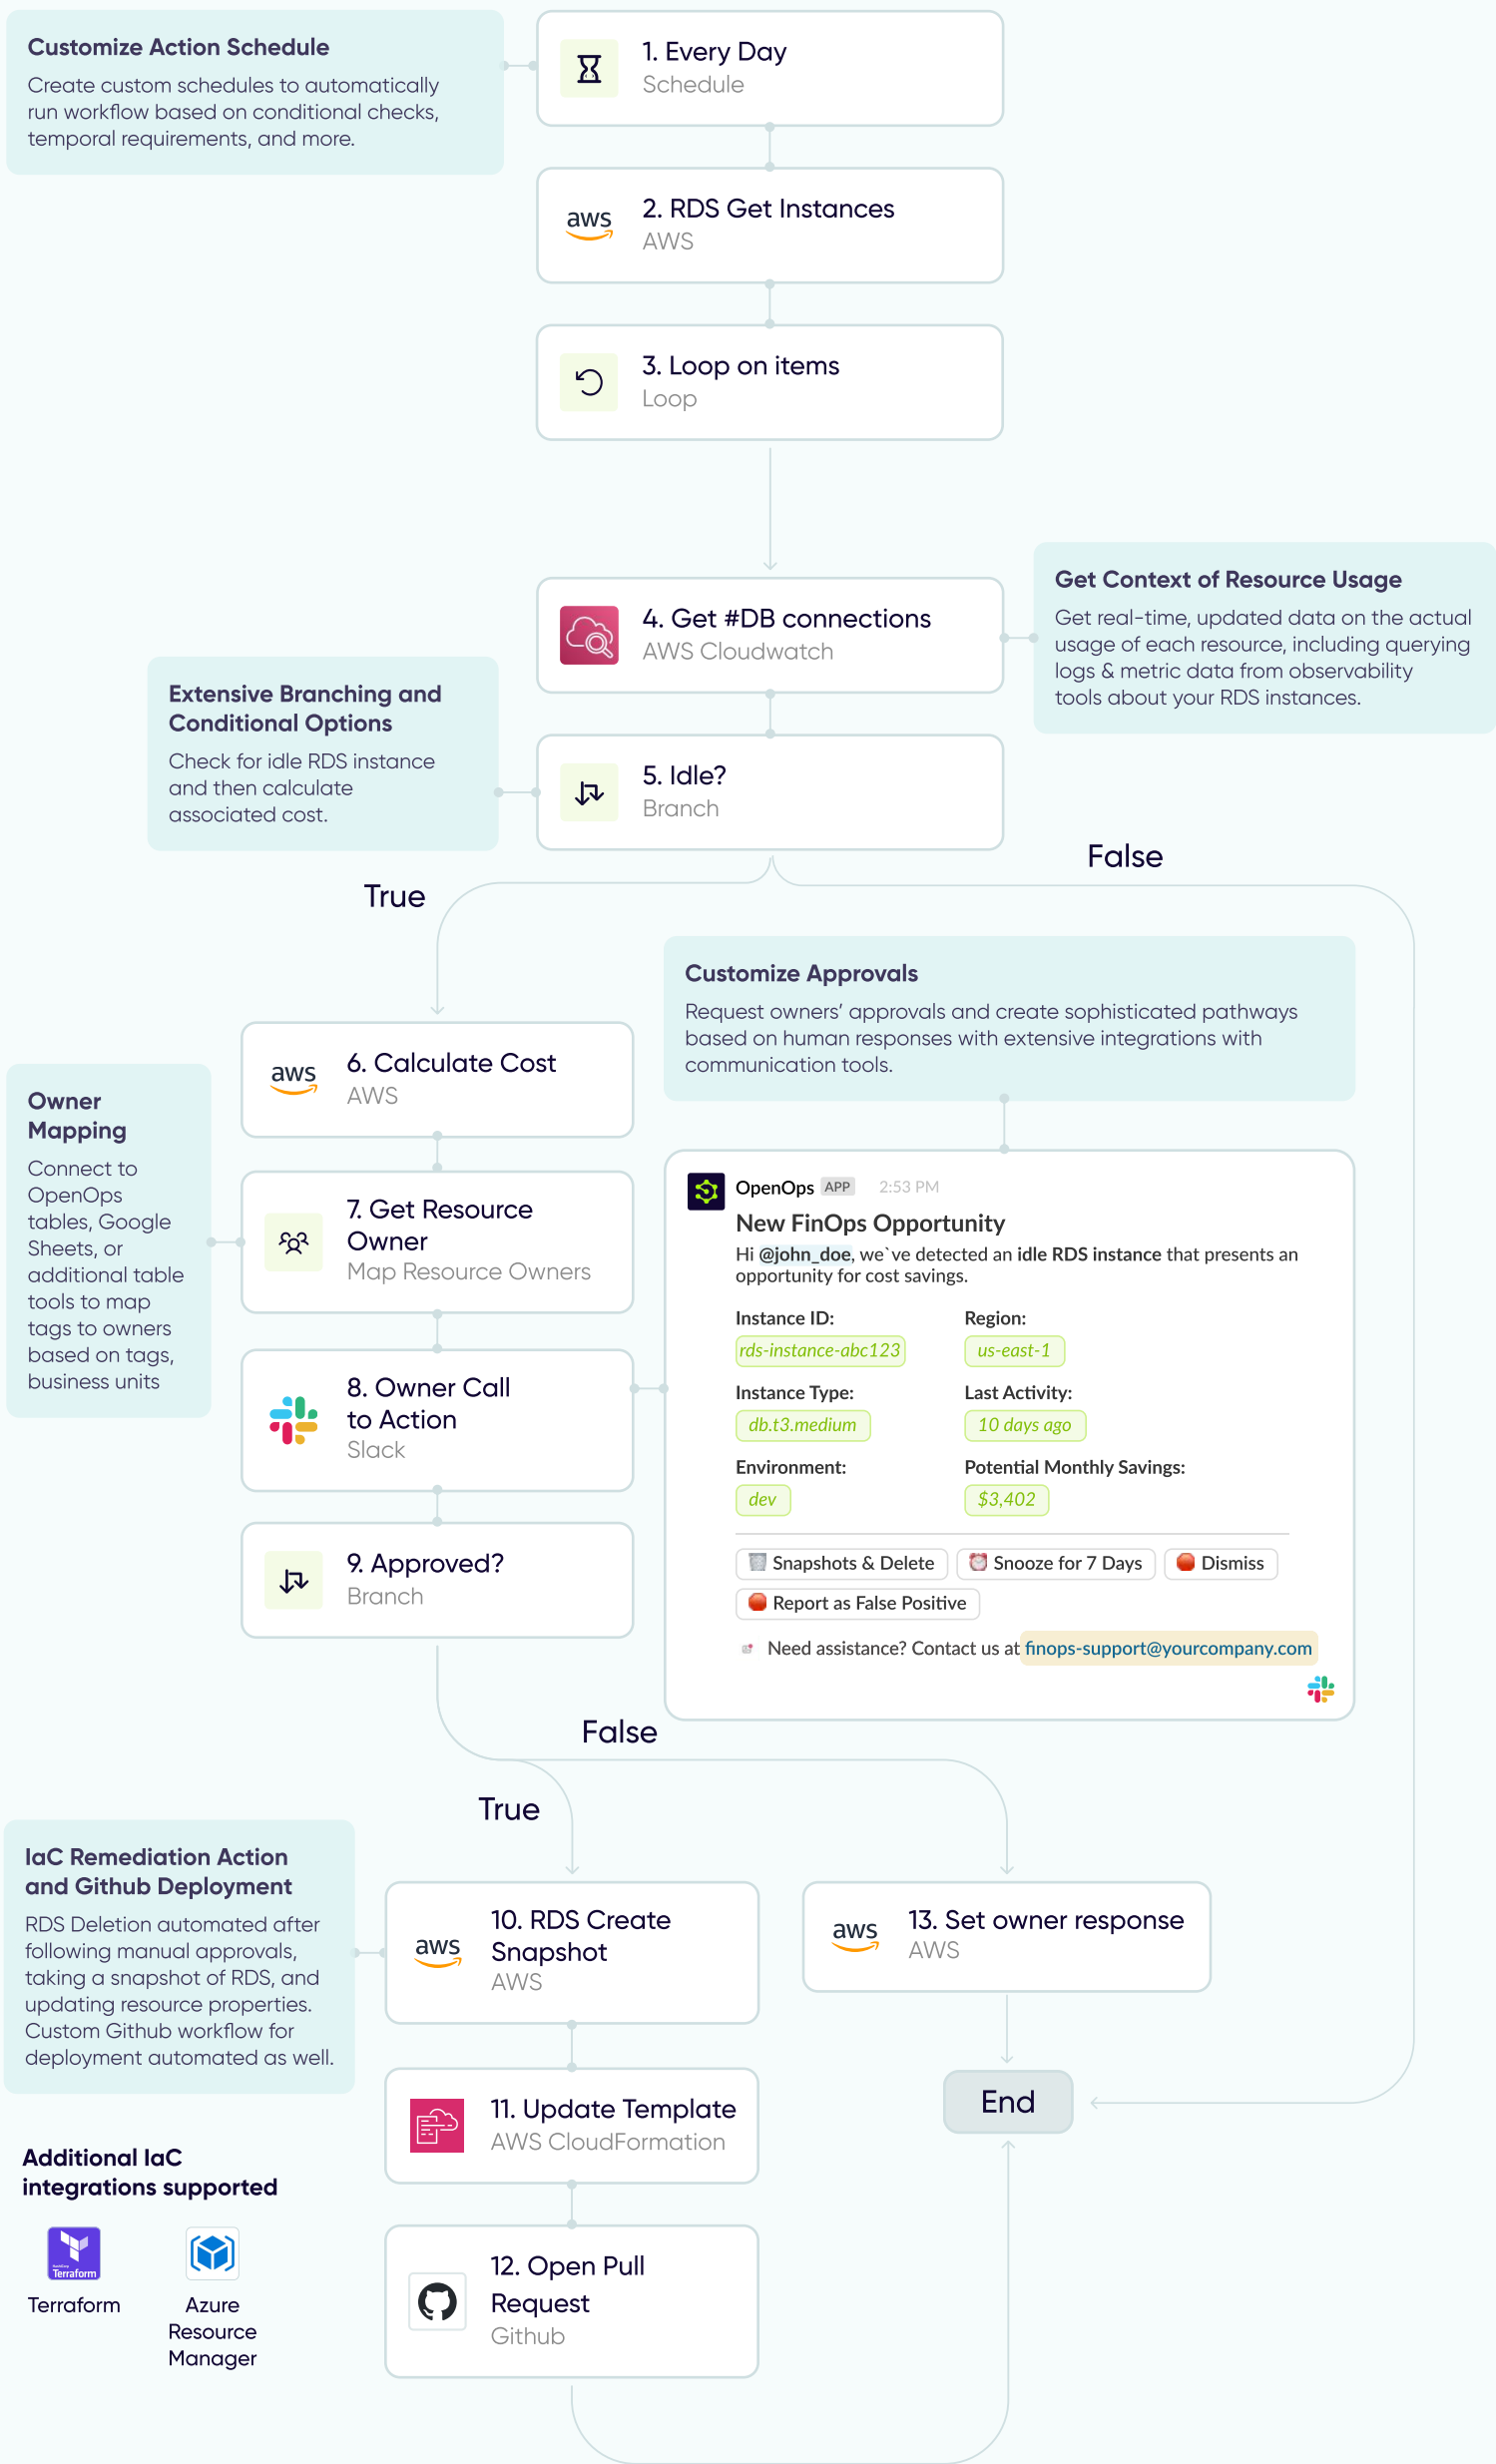 Customize Action Schedule
Create custom schedules to automatically
run workflow based on conditional checks,
temporal requirements, and more.
1. Every Day
Schedule
aws
2. RDS Get Instances
AWS
3. Loop on items
Loop
Get Context of Resource Usage
Get real-time, updated data on the actual
usage of each resource, including querying
logs & metric data from observability
tools about your RDS instances.
4. Get #DB connections
AWS Cloudwatch
Extensive Branching and
Conditional Options
Check for idle RDS instance
and then calculate
associated cost.
5. Idle?
Branch
True
False
Customize Approvals
Request owners’ approvals and create sophisticated pathways
based on human responses with extensive integrations with
communication tools.
aws
6. Calculate Cost
AWS
Owner
Mapping
Connect to
OpenOps
tables, Google
Sheets, or
additional table
tools to map
tags to owners
based on tags,
business units
7. Get Resource
Owner
Map Resource Owners
8. Owner Call
to Action
Slack
9. Approved?
Branch
OpenOps APP 2:53 PM
New FinOps Opportunity
Hi @john_doe, we`ve detected an idle RDS instance that presents an
opportunity for cost savings.
Instance ID: Region:
rds-instance-abc123 us-east-1
Instance Type: Last Activity:
db.t3.medium 10 days ago
Environment: Potential Monthly Savings:
dev $3,402
Snapshots & Delete Snooze for 7 Days Dismiss
Report as False Positive
Need assistance? Contact us at finops-support@yourcompany.com
False
True
IaC Remediation Action
and Github Deployment
RDS Deletion automated after
following manual approvals,
taking a snapshot of RDS, and
updating resource properties.
Custom Github workflow for
deployment automated as well.
aws
10. RDS Create
Snapshot
AWS
aws
13. Set owner response
AWS
11. Update Template
AWS CloudFormation
End
Additional IaC
integrations supported
HashiCorp
Terraform
Terraform
Azure
Resource
Manager
12. Open Pull
Request
Github